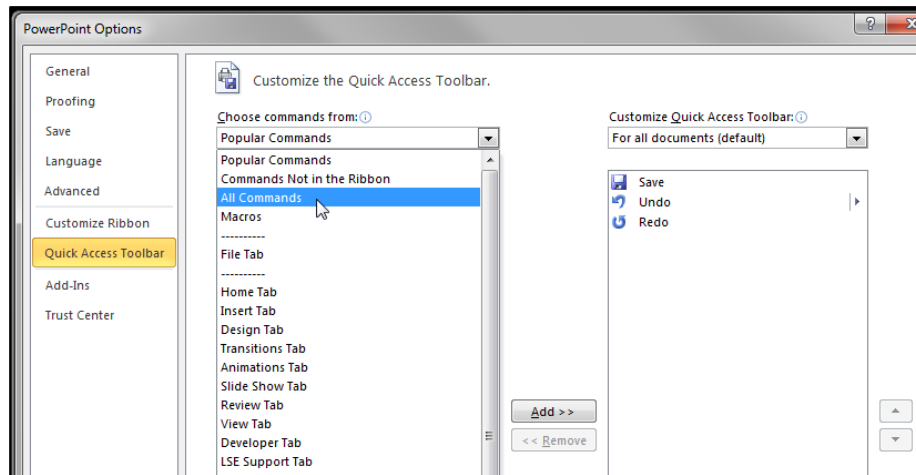 PowerPoint Options
?
General
Proofing
Save
Language
Advanced
Customize Ribbon
Quick Access Toolbar
Add-Ins
Trust Center
Customize the Quick Access Toolbar.
Choose commands from:
Popular Commands
Popular Commands
Commands Not in the Ribbon
All Commands
Macros
----------
File Tab
----------
Home Tab
Insert Tab
Design Tab
Transitions Tab
Animations Tab
Slide Show Tab
Review Tab
View Tab
Developer Tab
LSE Support Tab
Add >>
<< Remove
Customize Quick Access Toolbar:
For all documents (default)
Save
Undo
Redo